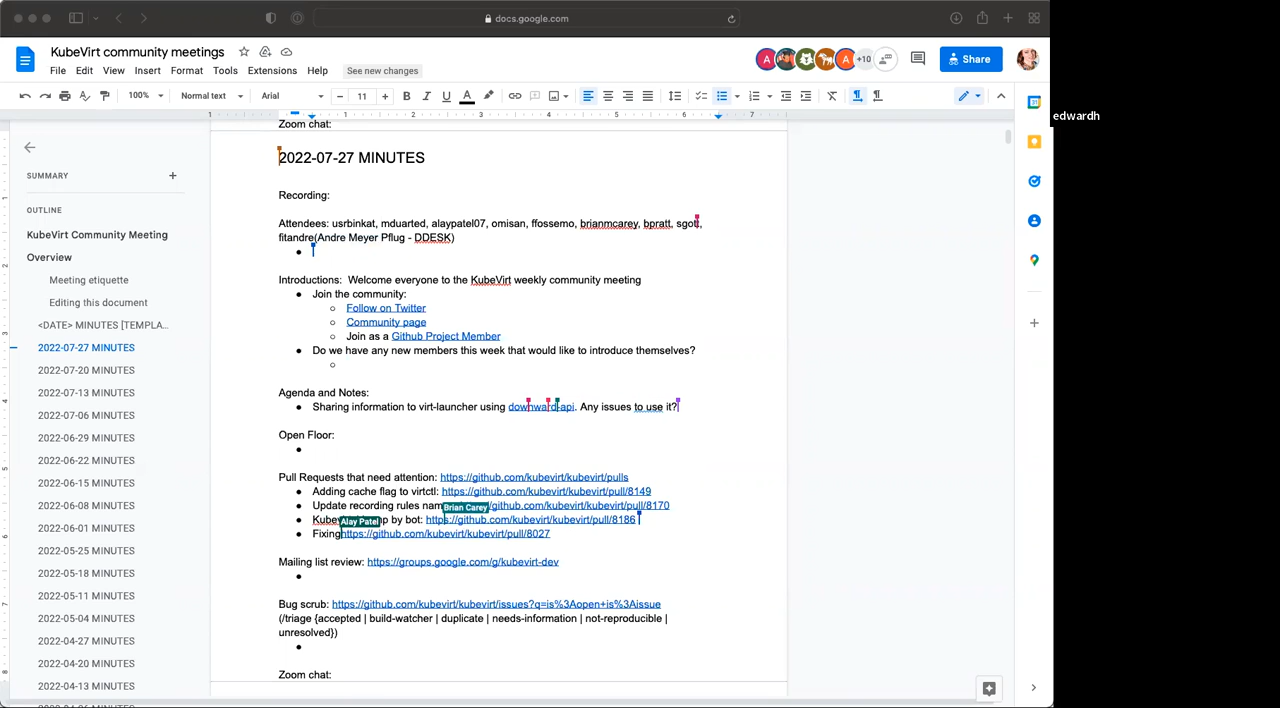 docs.google.com
KubeVirt community meetings
File Edit View Insert Format Tools Extensions Help See new changes
A A +10 Share
100% Normal text Arial 11
1 1 2 3 4 5 6 7
edwardh
SUMMARY
OUTLINE
KubeVirt Community Meeting
Overview
Meeting etiquette
Editing this document
<DATE> MINUTES [TEMPLA...
2022-07-27 MINUTES
2022-07-20 MINUTES
2022-07-13 MINUTES
2022-07-06 MINUTES
2022-06-29 MINUTES
2022-06-22 MINUTES
2022-06-15 MINUTES
2022-06-08 MINUTES
2022-06-01 MINUTES
2022-05-25 MINUTES
2022-05-18 MINUTES
2022-05-11 MINUTES
2022-05-04 MINUTES
2022-04-27 MINUTES
2022-04-20 MINUTES
2022-04-13 MINUTES
Zoom chat:
2022-07-27 MINUTES
Recording:
Attendees: usrbinkat, mduarted, alaypatel07, omisan, ffossemo, brianmcarey, bpratt, sgott,
fitandre(Andre Meyer Pflug - DDESK)
Introductions: Welcome everyone to the KubeVirt weekly community meeting
Join the community:
Follow on Twitter
Community page
Join as a Github Project Member
Do we have any new members this week that would like to introduce themselves?
Agenda and Notes:
Sharing information to virt-launcher using downward-api. Any issues to use it?
Open Floor:
Pull Requests that need attention: https://github.com/kubevirt/kubevirt/pulls
Adding cache flag to virtctl: https://github.com/kubevirt/kubevirt/pull/8149
Update recording rules nam Brian Carey /github.com/kubevirt/kubevirt/pull/8170
Alay Patel by bot: https://github.com/kubevirt/kubevirt/pull/8186
Fixing https://github.com/kubevirt/kubevirt/pull/8027
Mailing list review: https://groups.google.com/g/kubevirt-dev
Bug scrub: https://github.com/kubevirt/kubevirt/issues?q=is%3Aopen+is%3Aissue
(/triage {accepted | build-watcher | duplicate | needs-information | not-reproducible |
unresolved})
Zoom chat: